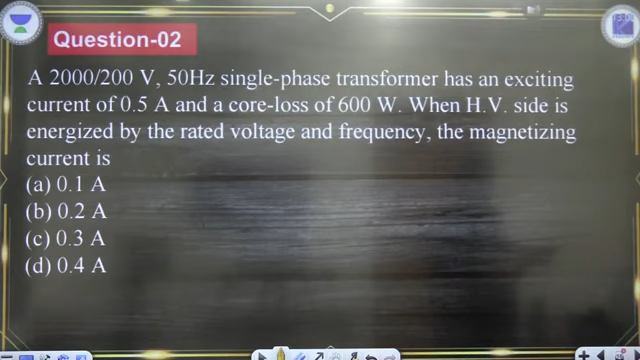 Question-02
A 2000/200 V, 50Hz single-phase transformer has an exciting
current of 0.5 A and a core-loss of 600 W. When H.V. side is
energized by the rated voltage and frequency, the magnetizing
current is
(a) 0.1 A
(b) 0.2 A
(c) 0.3 A
(d) 0.4 A